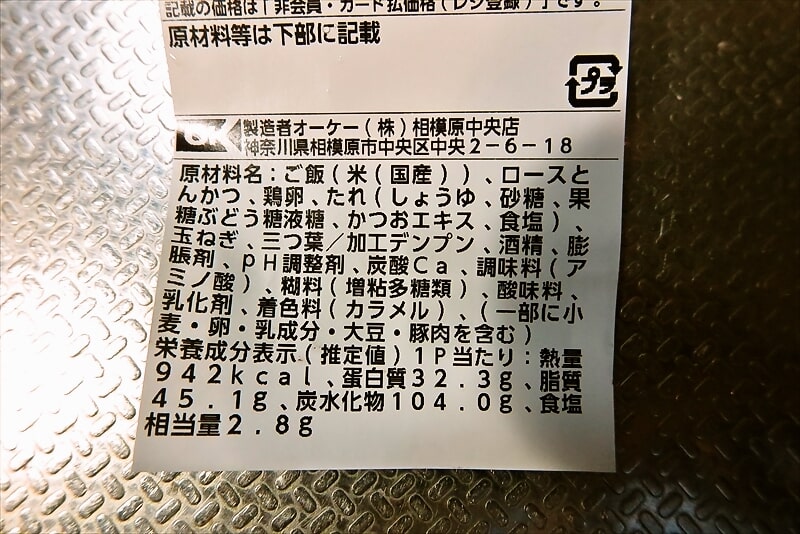 記載の価格は「非会員・カード払価格（レジ登録）」です。
原材料等は下部に記載
プラ
OK
製造者オーケー（株）相模原中央店
神奈川県相模原市中央区中央２－６－１８
原材料名：ご飯（米（国産））、ロースと
んかつ、鶏卵、たれ（しょうゆ、砂糖、果
糖ぶどう糖液糖、かつおエキス、食塩）、
玉ねぎ、三つ葉／加工デンプン、酒精、膨
脹剤、ｐＨ調整剤、炭酸Ｃａ、調味料（ア
ミノ酸）、糊料（増粘多糖類）、酸味料、
乳化剤、着色料（カラメル）、（一部に小
麦・卵・乳成分・大豆・豚肉を含む）
栄養成分表示（推定値）１Ｐ当たり：熱量
９４２ｋｃａｌ、蛋白質３２．３ｇ、脂質
４５．１ｇ、炭水化物１０４．０ｇ、食塩
相当量２．８ｇ